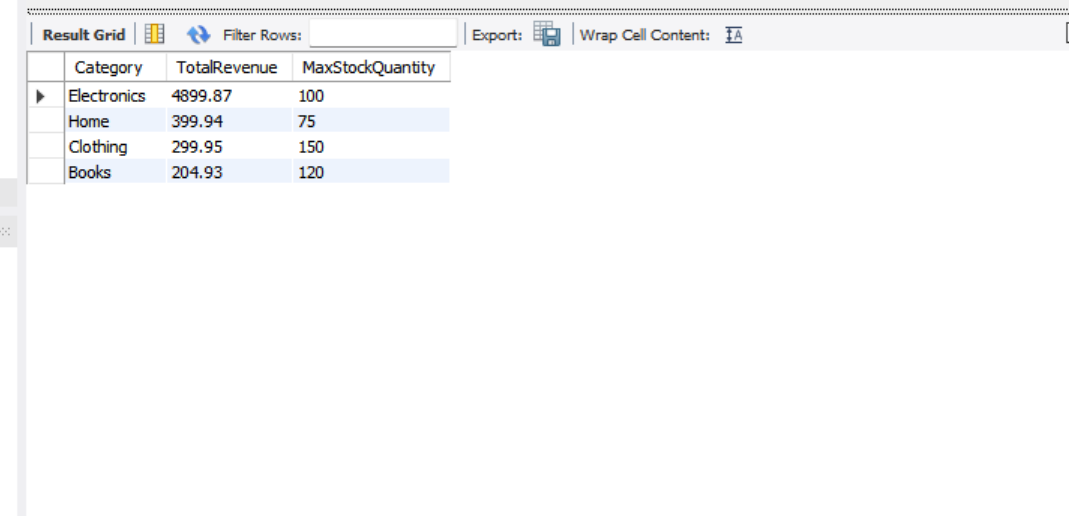 Result Grid Filter Rows: Export: Wrap Cell Content: IA
Category TotalRevenue MaxStockQuantity
Electronics 4899.87 100
Home 399.94 75
Clothing 299.95 150
Books 204.93 120